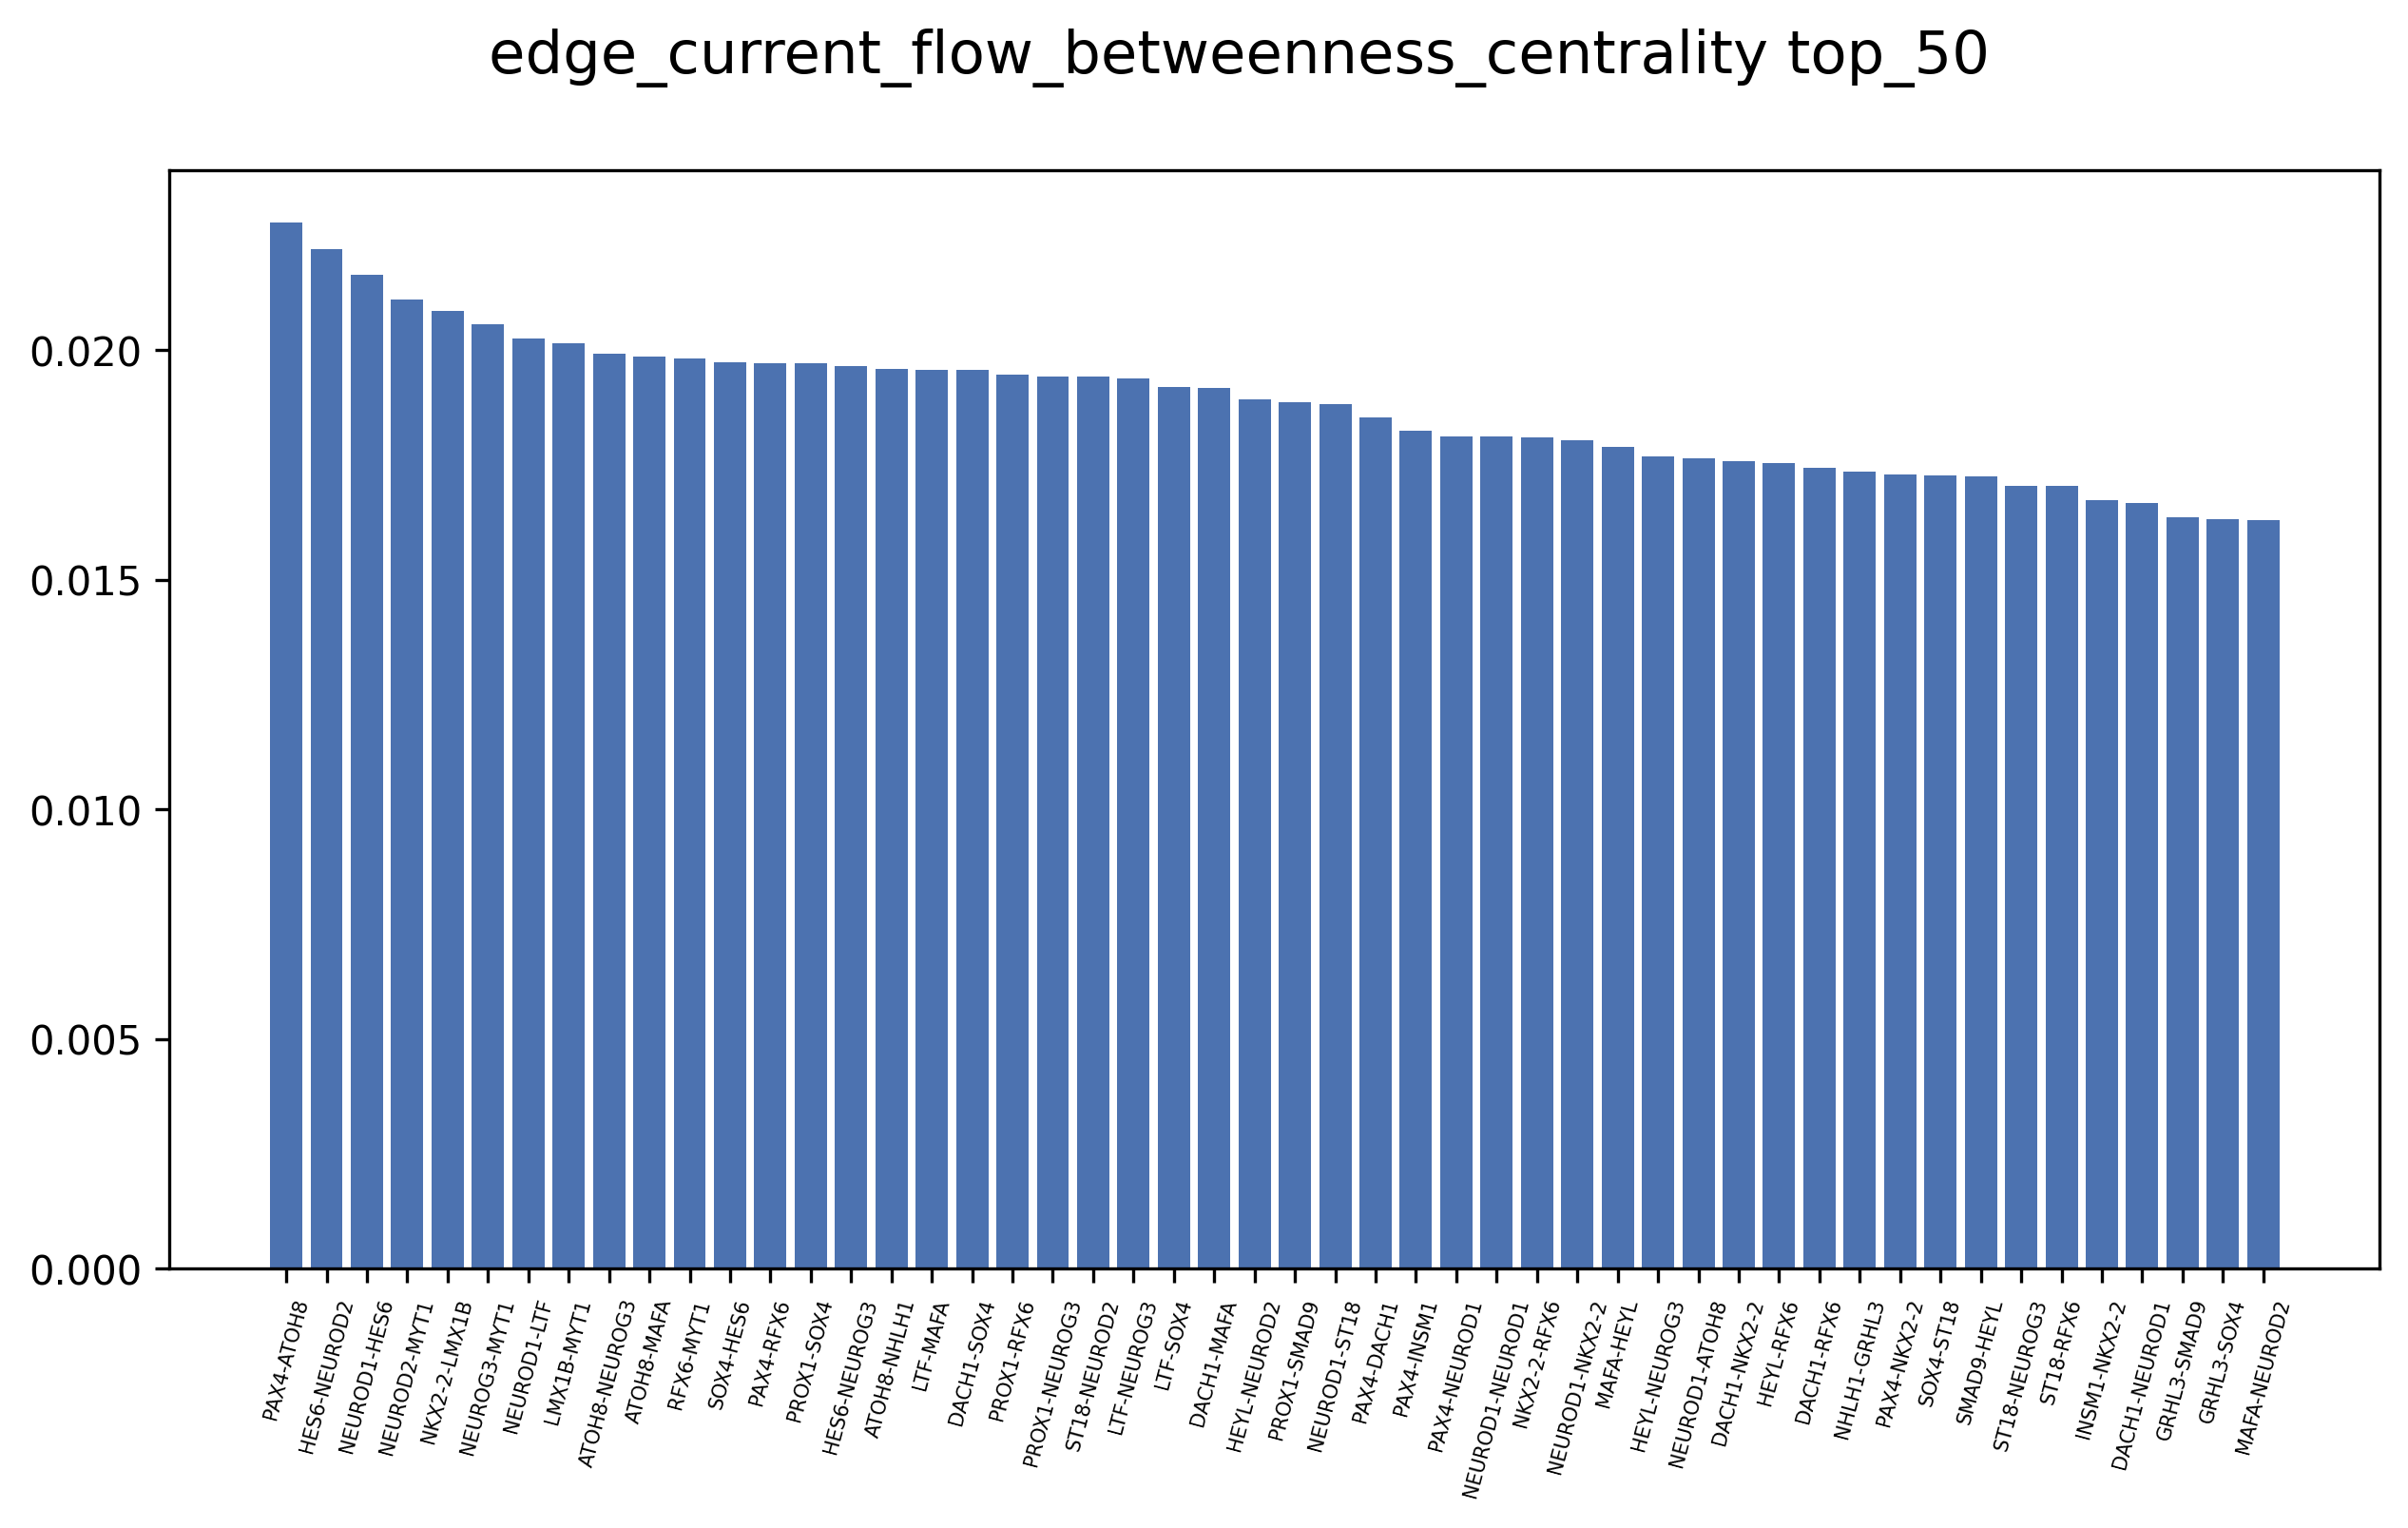 edge_current_flow_betweenness_centrality top_50
0.020
0.015
0.010
0.005
0.000
PAX4-ATOH8
HES6-NEUROD2
NEUROD1-HES6
NEUROD2-MYT1
NKX2-2-LMX1B
NEUROG3-MYT1
NEUROD1-LTF
LMX1B-MYT1
ATOH8-NEUROG3
ATOH8-MAFA
RFX6-MYT1
SOX4-HES6
PAX4-RFX6
PROX1-SOX4
HES6-NEUROG3
ATOH8-NHLH1
LTF-MAFA
DACH1-SOX4
PROX1-RFX6
PROX1-NEUROG3
ST18-NEUROD2
LTF-NEUROG3
LTF-SOX4
DACH1-MAFA
HEYL-NEUROD2
PROX1-SMAD9
NEUROD1-ST18
PAX4-DACH1
PAX4-INSM1
PAX4-NEUROD1
NEUROD1-NEUROD1
NKX2-2-RFX6
NEUROD1-NKX2-2
MAFA-HEYL
HEYL-NEUROG3
NEUROD1-ATOH8
DACH1-NKX2-2
HEYL-RFX6
DACH1-RFX6
NHLH1-GRHL3
PAX4-NKX2-2
SOX4-ST18
SMAD9-HEYL
ST18-NEUROG3
ST18-RFX6
INSM1-NKX2-2
DACH1-NEUROD1
GRHL3-SMAD9
GRHL3-SOX4
MAFA-NEUROD2